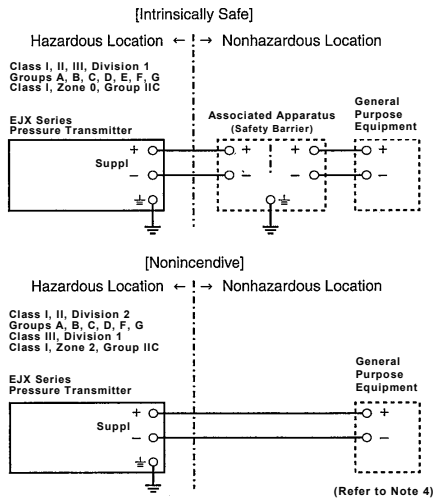 [Intrinsically Safe]
Hazardous Location ← → Nonhazardous Location
Class I, II, III, Division 1
Groups A, B, C, D, E, F, G
Class I, Zone 0, Group IIC
EJX Series
Pressure Transmitter
Associated Apparatus
(Safety Barrier)
General
Purpose
Equipment
+ + + +
Suppl
− − − −
[Nonincendive]
Hazardous Location ← → Nonhazardous Location
Class I, II, Division 2
Groups A, B, C, D, F, G
Class III, Division 1
Class I, Zone 2, Group IIC
EJX Series
Pressure Transmitter
General
Purpose
Equipment
+ +
Suppl
− −
(Refer to Note 4)